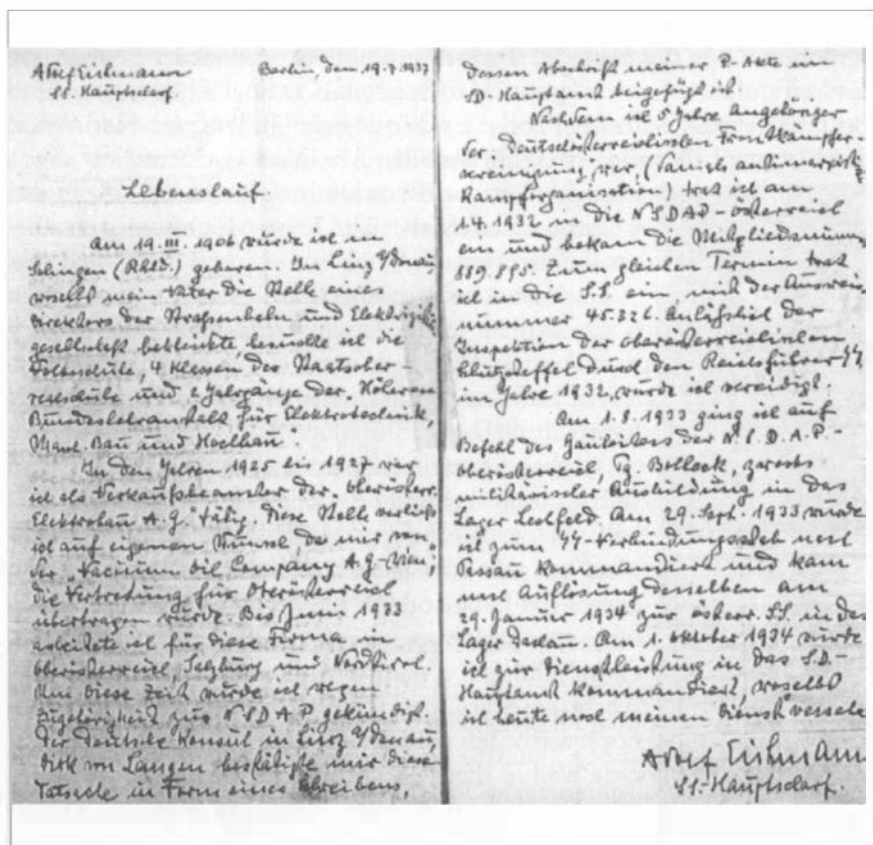 Adolf Eichmann
SS. Hauptscharf.
Berlin, den 19.7.1937
Lebenslauf
Am 19. III. 1906 wurde ich in
Solingen (Rhld.) geboren. In Linz a/Donau,
woselbst mein Vater die Stelle eines
Direktors der Strassenbahn und Elektrizitäts
gesellschaft bekleidete besuchte ich die
Volksschule, 4 Klassen der Staatsober-
realschule und 2 Jahrgänge der "Höheren
Bundeslehranstalt für Elektrotechnik
Masch. Bau und Hochbau.
In den Jahren 1925 bis 1927 war
ich als Verkaufsbeamter der "Oberösterr.
Elektrobau A.G." tätig. Diese Stelle verließ
ich auf eigenen Wunsch, da mir von
der "Vacuum Oil Company A.G. Wien",
die Vertretung für Oberösterreich
übertragen wurde. Bis Juni 1933
arbeitete ich für diese Firma in
Oberösterreich, Salzburg und Nordtirol.
Um diese Zeit wurde ich wegen
Zugehörigkeit zur NSDAP gekündigt.
Der Deutsche Konsul in Linz a/Donau,
Dirk von Langen bestätigte mir diese
Tatsache in Form eines Schreibens,
dessen Abschrift meiner P-Akte im
SD-Hauptamt beigefügt ist.
Nachdem ich 5 Jahre Angehöriger
der Deutschösterreichischen Frontkämpfer-
vereinigung war, (damals antimarxist.
Kampforganisation) trat ich am
1.4.1932 in die NSDAP-Österreich
ein und bekam die Mitgliedsnum
889.895. Zum gleichen Termin trat
ich in die S.S. ein, mit der Ausweis
nummer 45.326. Anläßlich der
Inspektion der oberösterreichischen
Schutzstaffel durch den Reichsführer SS,
im Jahre 1932, wurde ich vereidigt.
Am 1.8.1933 ging ich auf
Befehl des Gauleiters der N.S.D.A.P.-
Oberösterreich, Pg. Bolleck, zwecks
militärischer Ausbildung in das
Lager Lechfeld. Am 29. Sept. 1933 wurde
ich zum SS-Verbindungsstab nach
Passau kommandiert und kam
nach Auflösung desselben am
29. Januar 1934 zur österr. S.S. in das
Lager Dachau. Am 1. Oktober 1934 wurde
ich zur Dienstleistung in das S.D.-
Hauptamt kommandiert, woselbst
ich heute noch meinen Dienst versehe
Adolf Eichmann
SS.-Hauptscharf.